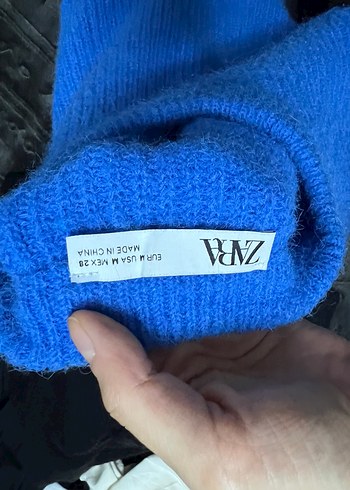 ZARA
EUR M USA M MEX 28
MADE IN CHINA